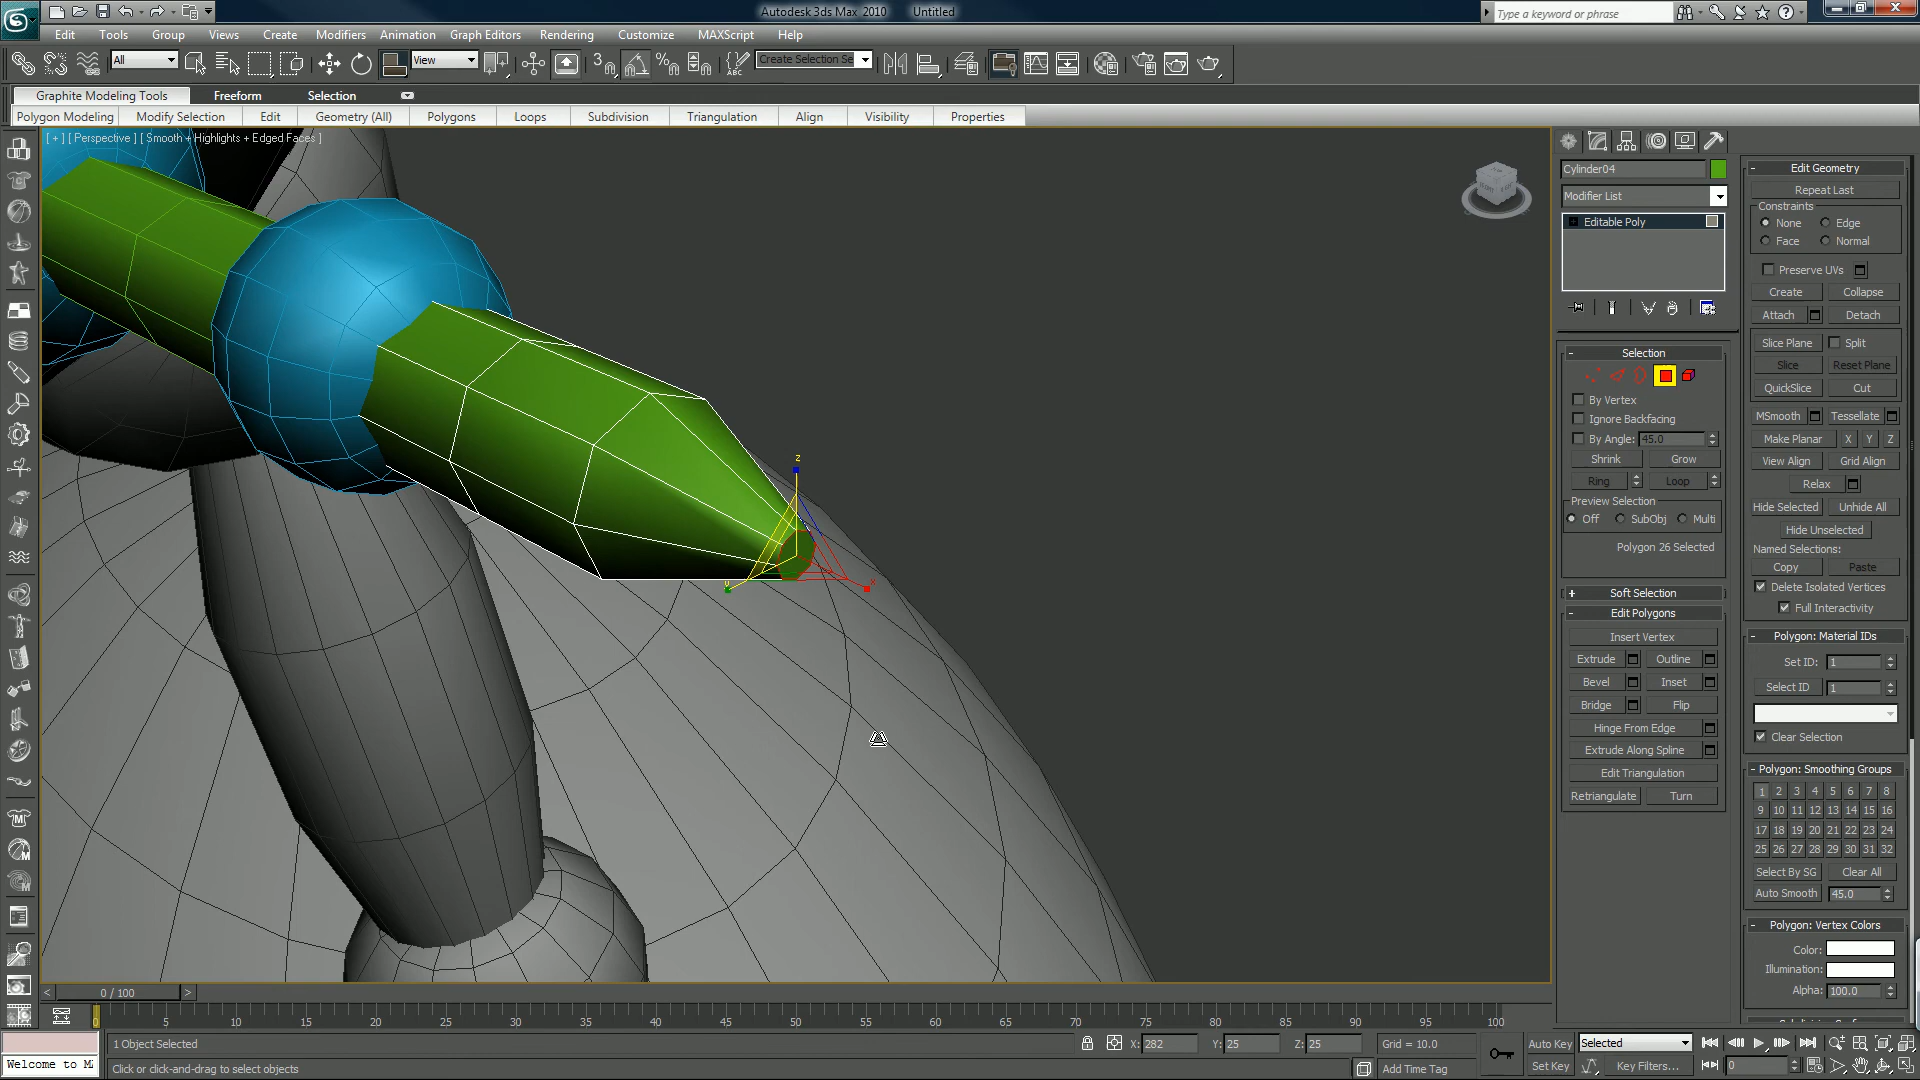 Autodesk 3ds Max 2010 Untitled
Type a keyword or phrase
Edit Tools Group Views Create Modifiers Animation Graph Editors Rendering Customize MAXScript Help
All View Create Selection Se
Graphite Modeling Tools Freeform Selection
Polygon Modeling Modify Selection Edit Geometry (All) Polygons Loops Subdivision Triangulation Align Visibility Properties
[ + ] [ Perspective ] [ Smooth + Highlights + Edged Faces ]
z
y
x
Cylinder04
Modifier List
Editable Poly
Selection
By Vertex
Ignore Backfacing
By Angle: 45.0
Shrink Grow
Ring Loop
Preview Selection
Off SubObj Multi
Polygon 26 Selected
Soft Selection
Edit Polygons
Insert Vertex
Extrude Outline
Bevel Inset
Bridge Flip
Hinge From Edge
Extrude Along Spline
Edit Triangulation
Retriangulate Turn
Edit Geometry
Repeat Last
Constraints
None Edge
Face Normal
Preserve UVs
Create Collapse
Attach Detach
Slice Plane Split
Slice Reset Plane
QuickSlice Cut
MSmooth Tessellate
Make Planar X Y Z
View Align Grid Align
Relax
Hide Selected Unhide All
Hide Unselected
Named Selections:
Copy Paste
Delete Isolated Vertices
Full Interactivity
Polygon: Material IDs
Set ID: 1
Select ID 1
Clear Selection
Polygon: Smoothing Groups
1 2 3 4 5 6 7 8
9 10 11 12 13 14 15 16
17 18 19 20 21 22 23 24
25 26 27 28 29 30 31 32
Select By SG Clear All
Auto Smooth 45.0
Polygon: Vertex Colors
Color:
Illumination:
Alpha: 100.0
< 0 / 100 >
0 5 10 15 20 25 30 35 40 45 50 55 60 65 70 75 80 85 90 95 100
1 Object Selected X: 282 Y: 25 Z: 25 Grid = 10.0 Auto Key Selected
Welcome to M Click or click-and-drag to select objects Add Time Tag Set Key Key Filters... 0